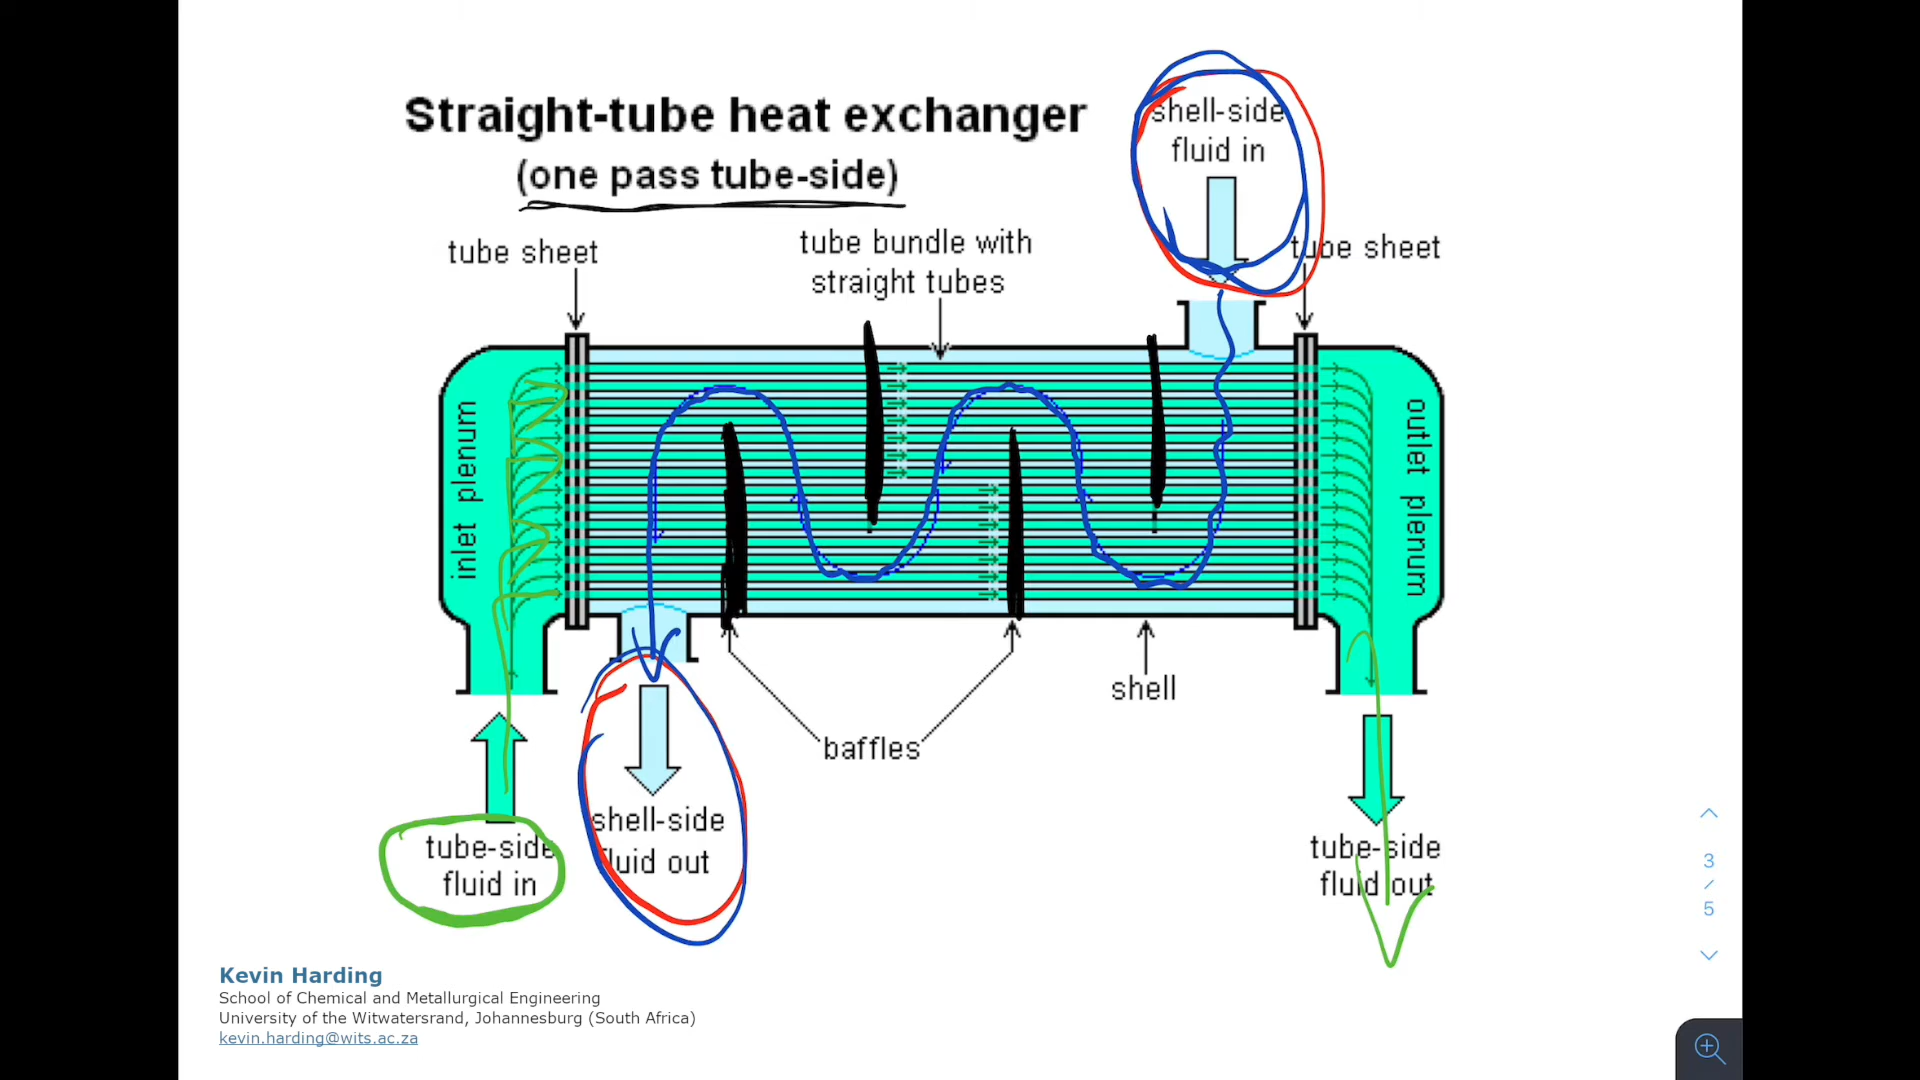 Straight-tube heat exchanger
(one pass tube-side)
shell-side
fluid in
tube sheet
tube bundle with
straight tubes
tube sheet
inlet plenum
outlet plenum
shell
baffles
tube-side
fluid in
shell-side
fluid out
tube-side
fluid out
3
/
5
Kevin Harding
School of Chemical and Metallurgical Engineering
University of the Witwatersrand, Johannesburg (South Africa)
kevin.harding@wits.ac.za